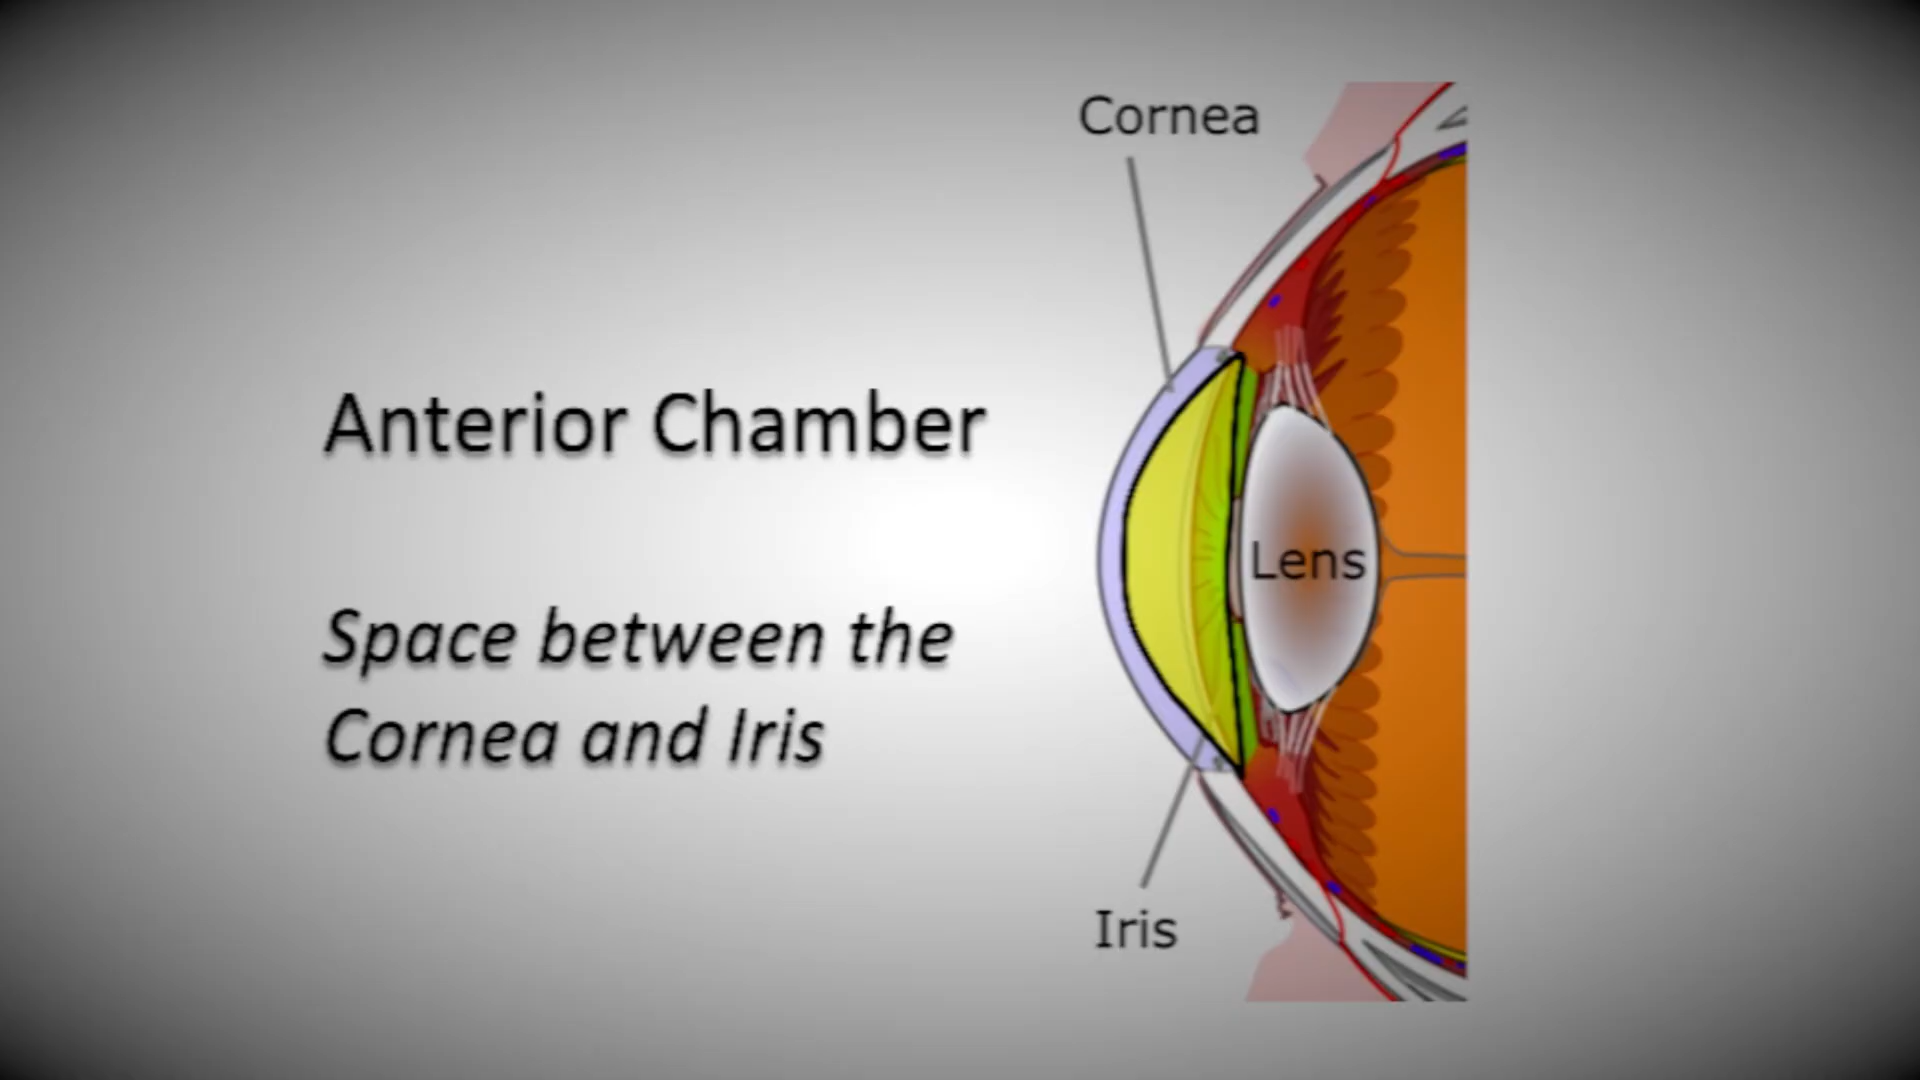 Cornea
Anterior Chamber
Lens
Space between the
Cornea and Iris
Iris